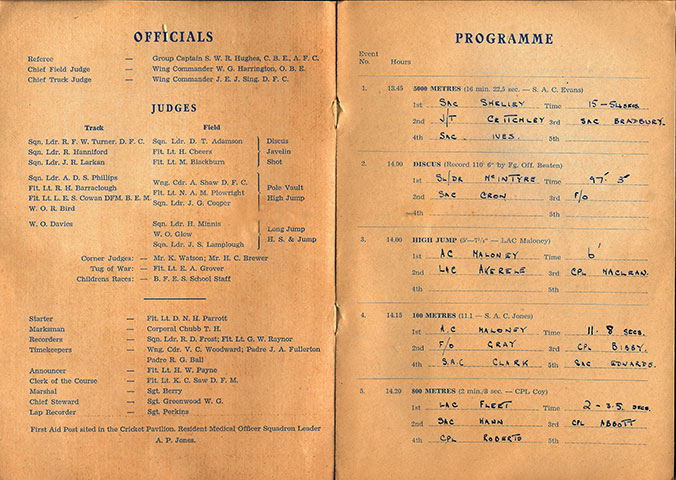 OFFICIALS
Referee — Group Captain S. W. R. Hughes, C. B. E., A. F. C.
Chief Field Judge — Wing Commander W. G. Harrington, O. B. E.
Chief Track Judge — Wing Commander J. E. J. Sing. D. F. C.
JUDGES
Track Field
Sqn. Ldr. R. F. W. Turner, D. F. C. Sqn. Ldr. D. T. Adamson Discus
Sqn. Ldr. R. Hanniford Flt. Lt. H. Cheers Javelin
Sqn. Ldr. J. R. Larkan Flt. Lt. M. Blackburn Shot
Sqn. Ldr. A. D. S. Phillips
Flt. Lt. R. H. Barraclough Wng. Cdr. A. Shaw D. F. C. Pole Vault
Flt. Lt. L. E. S. Cowan DFM. B. E. M. Flt. Lt. N. A. M. Plowright High Jump
W. O. R. Bird Sqn. Ldr. J. G. Cooper
W. O. Davies Sqn. Ldr. H. Minnis Long Jump
W. O. Glew H. S. & Jump
Sqn. Ldr. J. S. Lamplough
Corner Judges: — Mr. K. Watson; Mr. H. C. Brewer
Tug of War: — Flt. Lt. E. A. Grover
Childrens Races: — B. F. E. S. School Staff
Starter — Flt. Lt. D. N. H. Parrott
Marksman — Corporal Chubb T. H.
Recorders — Sqn. Ldr. R. D. Frost; Flt. Lt. G. W. Raynor
Timekeepers — Wng. Cdr. V. C. Woodward; Padre J. A. Fullerton
Padre R. G. Ball
Announcer — Flt. Lt. H. W. Payne
Clerk of the Course — Flt. Lt. K. C. Saw D. F. M.
Marshal — Sgt. Berry
Chief Steward — Sgt. Greenwood W. G.
Lap Recorder — Sgt. Perkins
First Aid Post sited in the Cricket Pavilion. Resident Medical Officer Squadron Leader
A. P. Jones.
PROGRAMME
Event No. Hours
1. 13.45 5000 METRES (16 min. 22,5 sec. — S. A. C. Evans)
1st SAC SHELLEY Time 15 - 54 secs.
2nd J/T CRITCHLEY 3rd SAC BRADBURY.
4th SAC IVES. 5th
2. 14.00 DISCUS (Record 110' 6" by Fg. Off. Beaten)
1st SL/DR McINTYRE Time 97' 3"
2nd SAC CRON 3rd F/O
4th 5th
3. 14.00 HIGH JUMP (5'—7½" — LAC Maloney)
1st AC MALONEY Time 6'
2nd LAC AVERELE 3rd CPL MACLEAN.
4th 5th
4. 14.15 100 METRES (11.1 — S. A. C. Jones)
1st A.C MALONEY Time 11. 8 SECS.
2nd F/O GRAY 3rd CPL BIBBY.
4th S.A.C CLARK 5th SAC EDWARDS.
5. 14.20 800 METRES (2 min. 8 sec. — CPL Coy)
1st LAC FLEET Time 2 - 3.5 secs.
2nd SAC HANN 3rd CPL ABBOTT
4th CPL ROBERTS 5th